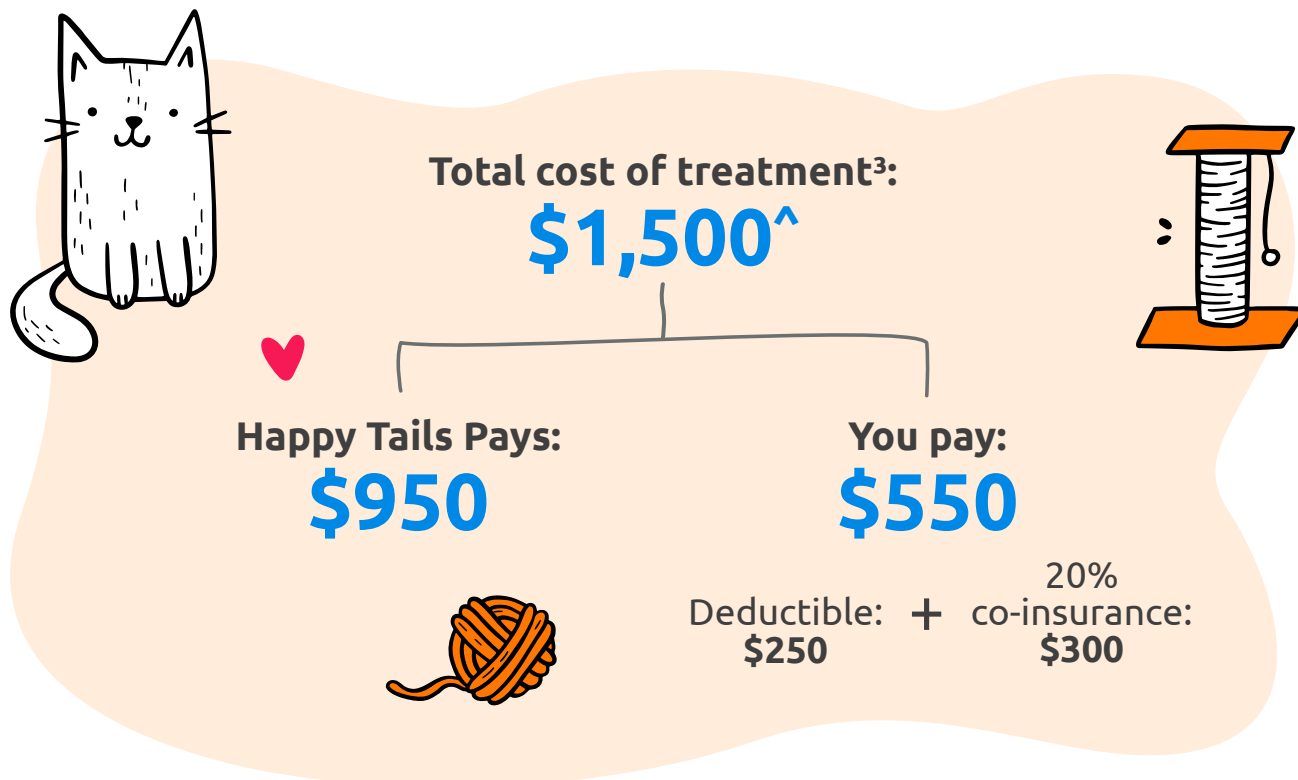 Total cost of treatment³:
$1,500^
Happy Tails Pays:
$950
You pay:
$550
Deductible:
$250
+
20%
co-insurance:
$300